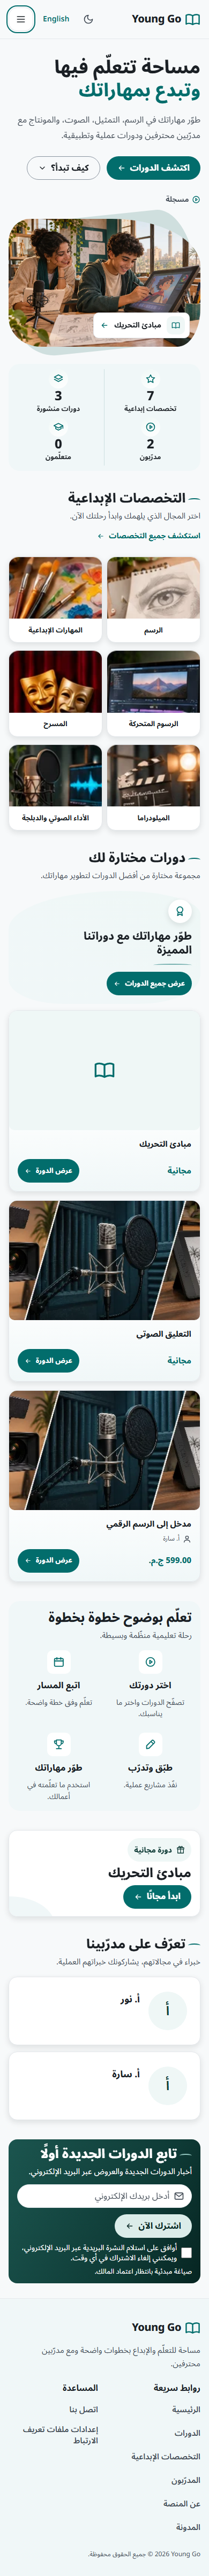 Young Go
English
مساحة تتعلّم فيها
وتبدع بمهاراتك
طوّر مهاراتك في الرسم، التمثيل، الصوت، والمونتاج مع
مدرّبين محترفين ودورات عملية وتطبيقية.
اكتشف الدورات
كيف تبدأ؟
مسجلة
مبادئ التحريك
7
تخصصات إبداعية
3
دورات منشورة
2
مدرّبون
0
متعلّمون
التخصصات الإبداعية
اختر المجال الذي يلهمك وابدأ رحلتك الآن.
استكشف جميع التخصصات
الرسم
المهارات الإبداعية
الرسوم المتحركة
المسرح
الميلودراما
الأداء الصوتي والدبلجة
دورات مختارة لك
مجموعة مختارة من أفضل الدورات لتطوير مهاراتك.
طوّر مهاراتك مع دوراتنا
المميزة
عرض جميع الدورات
مبادئ التحريك
مجانية
عرض الدورة
التعليق الصوتى
مجانية
عرض الدورة
مدخل إلى الرسم الرقمي
أ. سارة
599.00 ج.م.
عرض الدورة
تعلّم بوضوح خطوة بخطوة
رحلة تعليمية منظّمة وبسيطة.
اختر دورتك
تصفّح الدورات واختر ما
يناسبك.
اتبع المسار
تعلّم وفق خطة واضحة.
طبّق وتدرّب
نفّذ مشاريع عملية.
طوّر مهاراتك
استخدم ما تعلّمته في
أعمالك.
دورة مجانية
مبادئ التحريك
ابدأ مجانًا
تعرّف على مدرّبينا
خبراء في مجالاتهم، يشاركونك خبراتهم العملية.
أ
أ. نور
أ
أ. سارة
تابع الدورات الجديدة أولًا
أخبار الدورات الجديدة والعروض عبر البريد الإلكتروني.
أدخل بريدك الإلكتروني
اشترك الآن
أوافق على استلام النشرة البريدية عبر البريد الإلكتروني،
ويمكنني إلغاء الاشتراك في أي وقت.
صياغة مبدئية بانتظار اعتماد المالك.
Young Go
مساحة للتعلّم والإبداع بخطوات واضحة ومع مدرّبين
محترفين.
روابط سريعة
الرئيسية
الدورات
التخصصات الإبداعية
المدرّبون
عن المنصة
المدونة
المساعدة
اتصل بنا
إعدادات ملفات تعريف
الارتباط
Young Go 2026 © جميع الحقوق محفوظة.